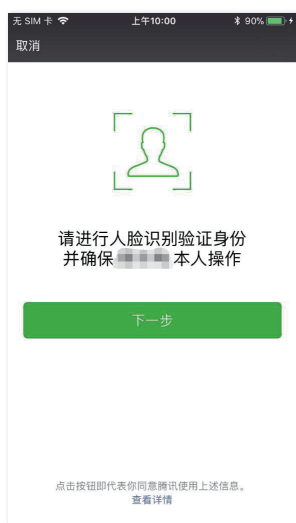 无 SIM 卡 上午10:00 90%
取消
请进行人脸识别验证身份
并确保 本人操作
下一步
点击按钮即代表你同意腾讯使用上述信息。
查看详情